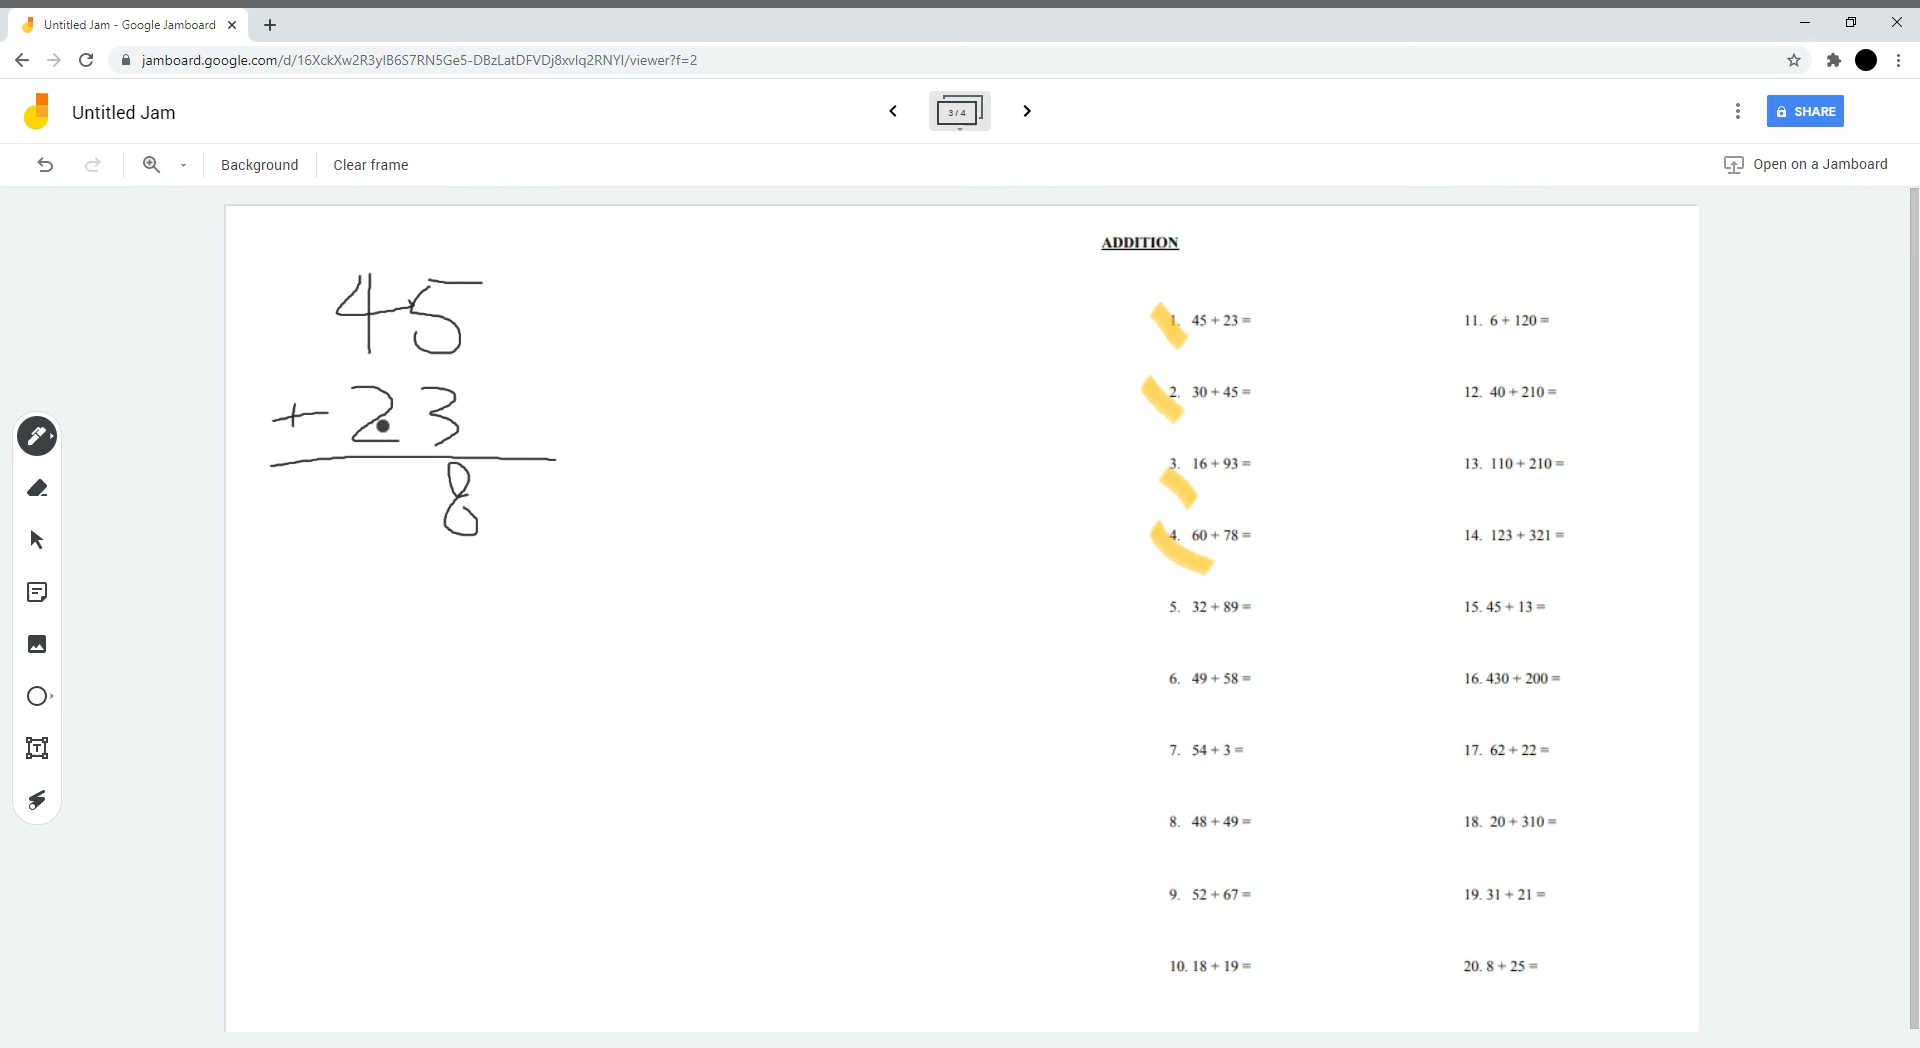 Untitled Jam - Google Jamboard
jamboard.google.com/d/16XckXw2R3yIB6S7RN5Ge5-DBzLatDFVDj8xvIq2RNYI/viewer?f=2
Untitled Jam
3 / 4
SHARE
Background
Clear frame
Open on a Jamboard
45
+ 23
8
ADDITION
1. 45 + 23 =
2. 30 + 45 =
3. 16 + 93 =
4. 60 + 78 =
5. 32 + 89 =
6. 49 + 58 =
7. 54 + 3 =
8. 48 + 49 =
9. 52 + 67 =
10. 18 + 19 =
11. 6 + 120 =
12. 40 + 210 =
13. 110 + 210 =
14. 123 + 321 =
15. 45 + 13 =
16. 430 + 200 =
17. 62 + 22 =
18. 20 + 310 =
19. 31 + 21 =
20. 8 + 25 =